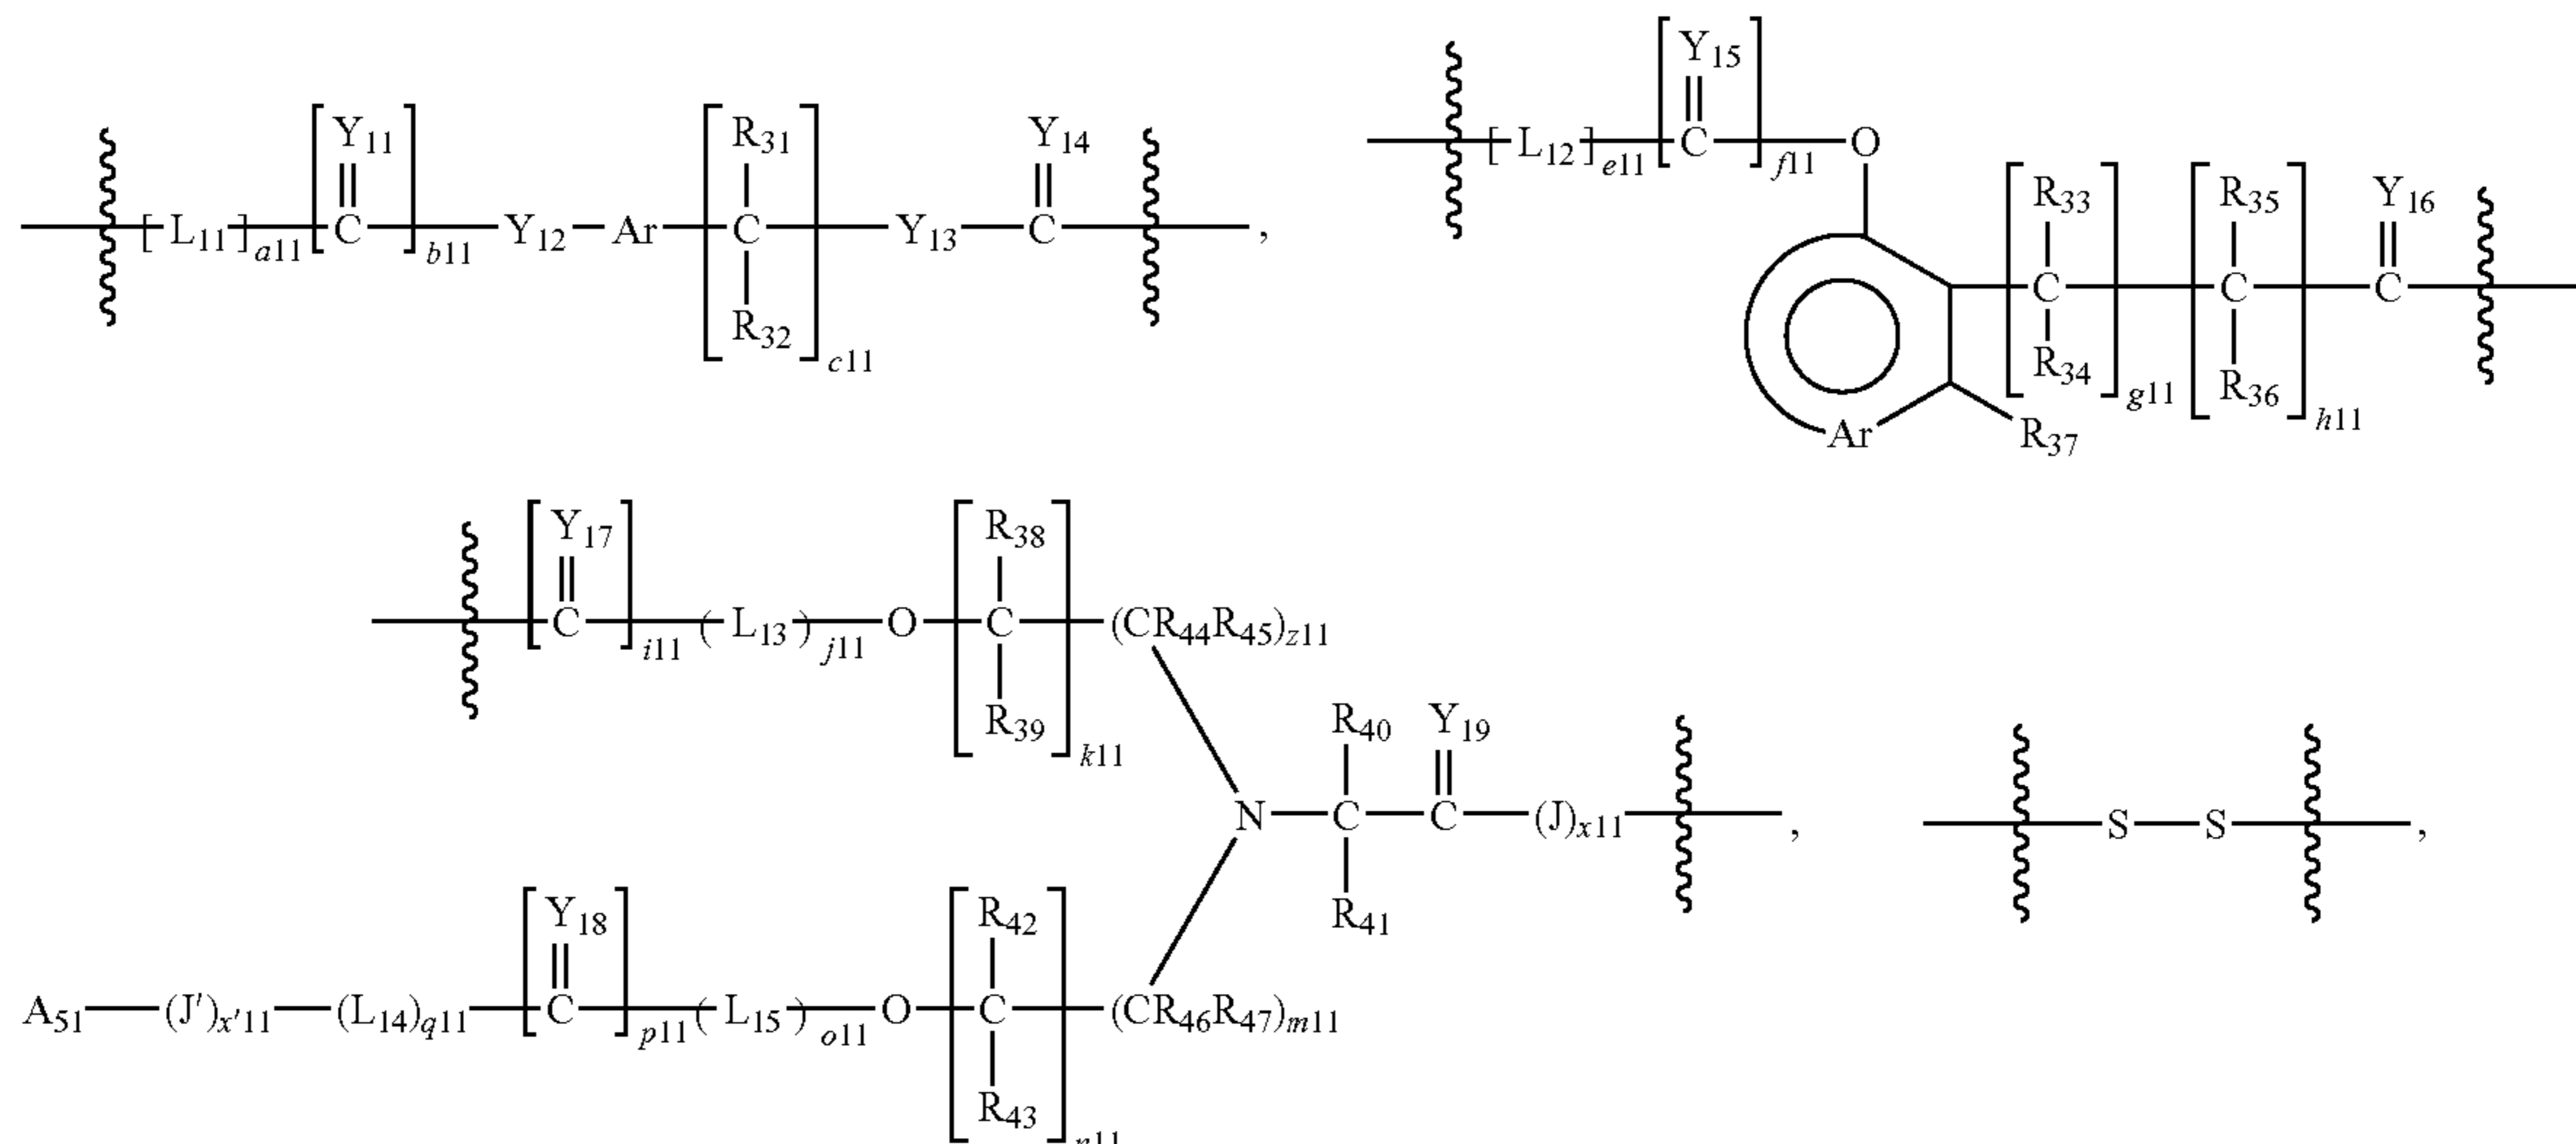 Y11 Y14
[L11]a11 [C]b11 Y12 Ar [C]c11 Y13 C ,
R31
R32
Y15
[L12]e11 [C]f11 O
R33 R35 Y16
[C]g11 [C]h11 C
R34 R36
Ar R37
Y17 R38
[C]i11 (L13)j11 O [C]k11 (CR44R45)z11
R39
R40 Y19
N C C (J)x11 , S S ,
R41
Y18 R42
A51 (J')x'11 (L14)q11 [C]p11 (L15)o11 O [C] (CR46R47)m11
R43